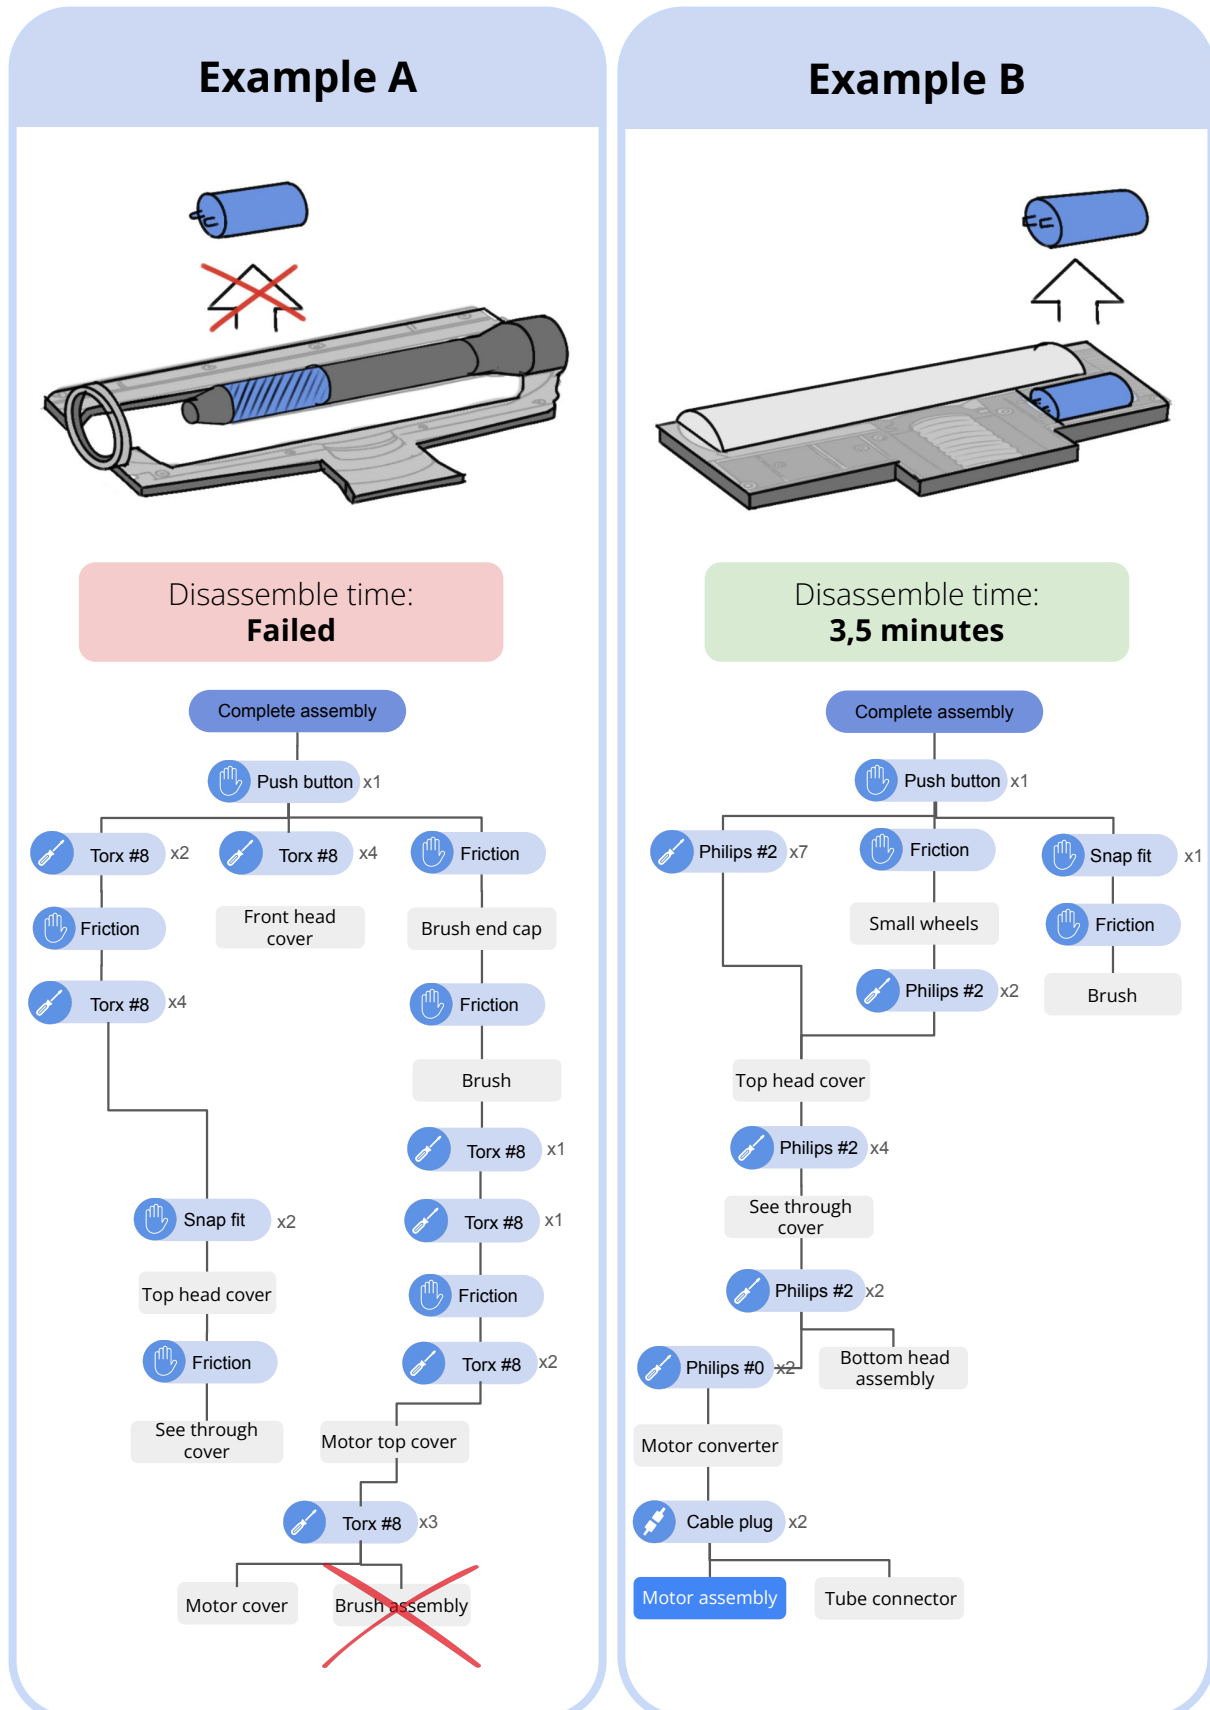 Example A
Disassemble time:
Failed
Complete assembly
Push button x1
Torx #8 x2
Torx #8 x4
Friction
Friction
Front head
cover
Brush end cap
Torx #8 x4
Friction
Brush
Torx #8 x1
Snap fit x2
Torx #8 x1
Top head cover
Friction
Friction
Torx #8 x2
See through
cover
Motor top cover
Torx #8 x3
Motor cover
Brush assembly
Example B
Disassemble time:
3,5 minutes
Complete assembly
Push button x1
Philips #2 x7
Friction
Snap fit x1
Small wheels
Friction
Philips #2 x2
Brush
Top head cover
Philips #2 x4
See through
cover
Philips #2 x2
Philips #0 x2
Bottom head
assembly
Motor converter
Cable plug x2
Motor assembly
Tube connector